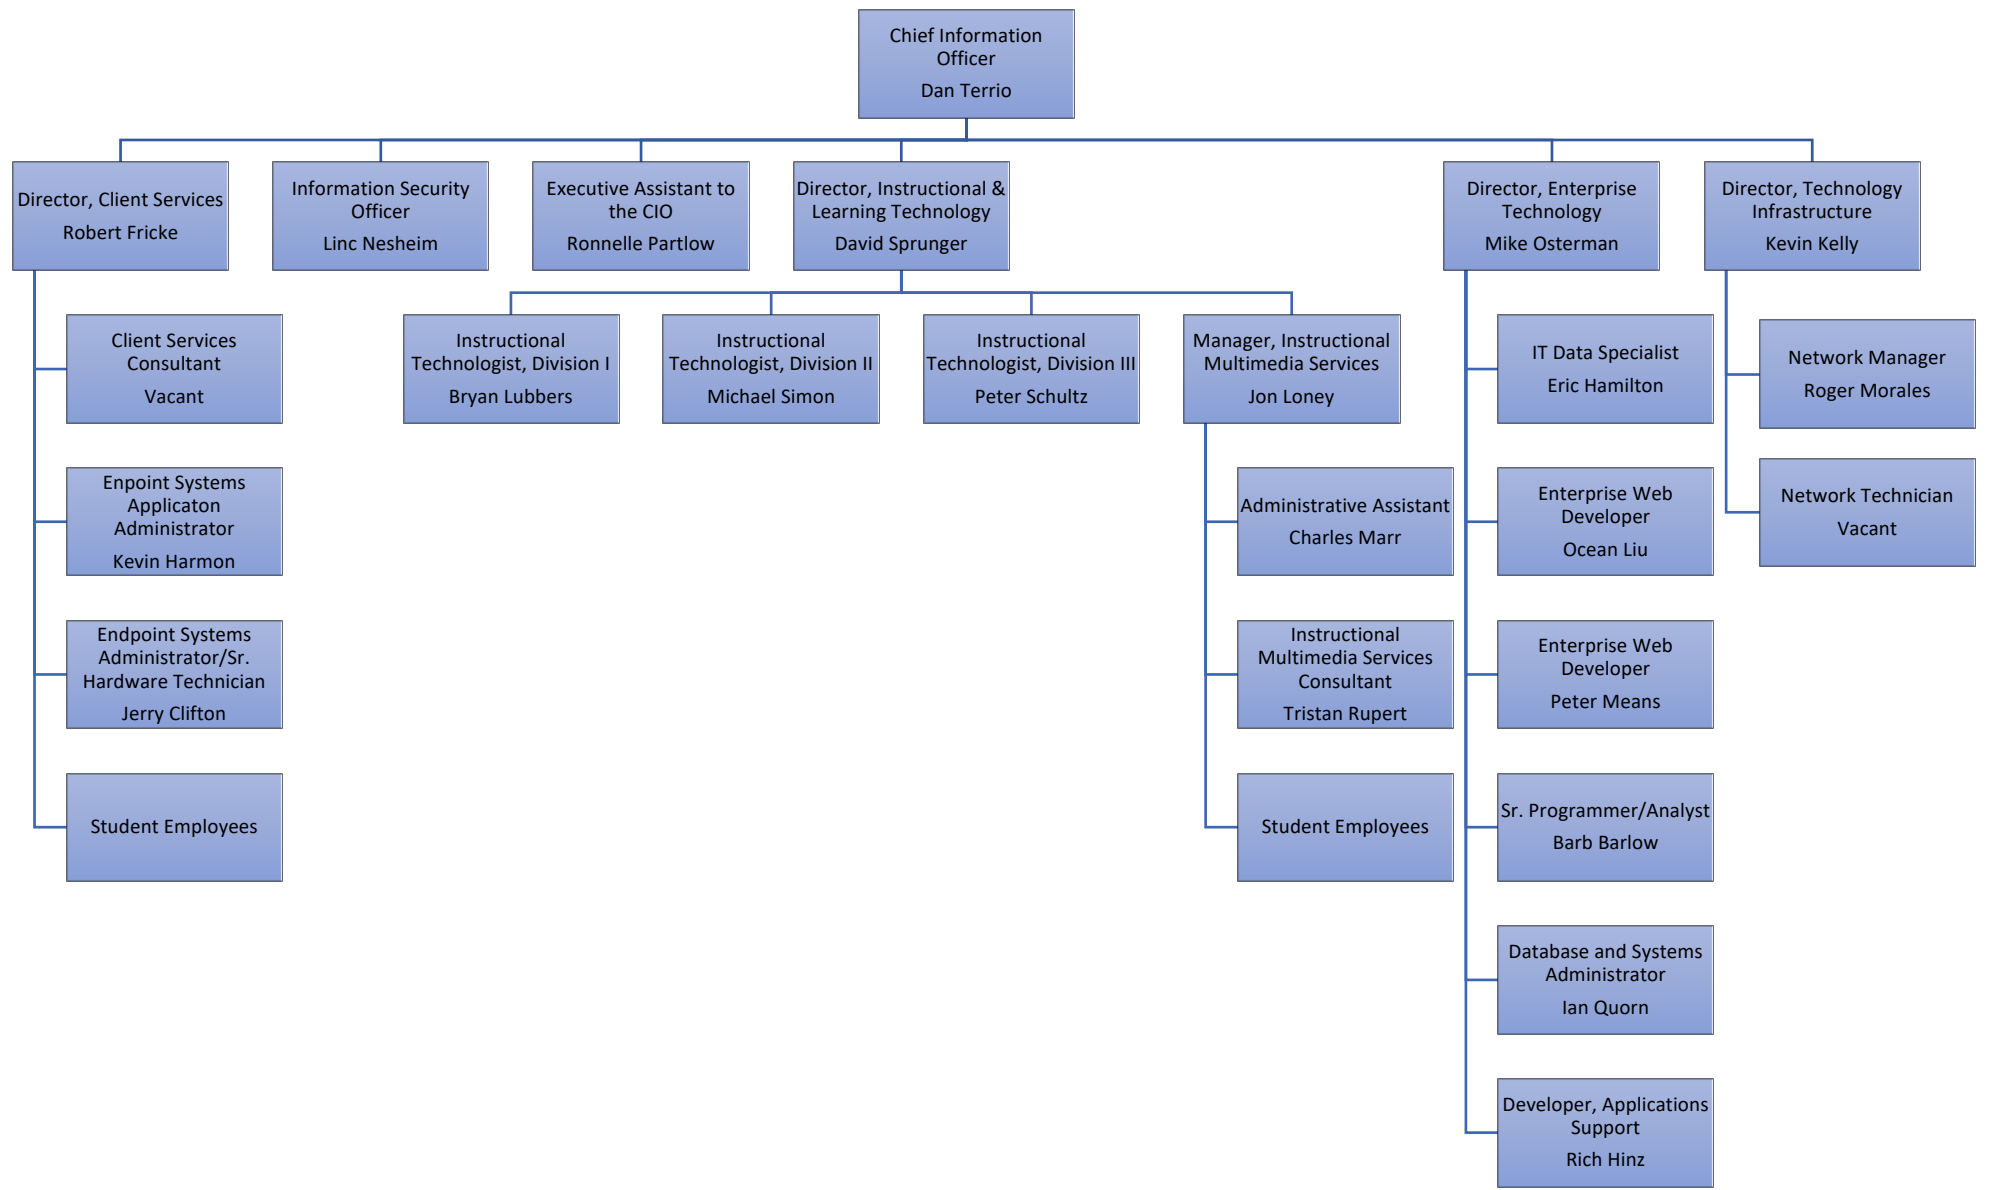 Chief Information
Officer
Dan Terrio
Director, Client Services
Robert Fricke
Information Security
Officer
Linc Nesheim
Executive Assistant to
the CIO
Ronnelle Partlow
Director, Instructional &
Learning Technology
David Sprunger
Director, Enterprise
Technology
Mike Osterman
Director, Technology
Infrastructure
Kevin Kelly
Client Services
Consultant
Vacant
Instructional
Technologist, Division I
Bryan Lubbers
Instructional
Technologist, Division II
Michael Simon
Instructional
Technologist, Division III
Peter Schultz
Manager, Instructional
Multimedia Services
Jon Loney
IT Data Specialist
Eric Hamilton
Network Manager
Roger Morales
Enpoint Systems
Applicaton
Administrator
Kevin Harmon
Administrative Assistant
Charles Marr
Enterprise Web
Developer
Ocean Liu
Network Technician
Vacant
Endpoint Systems
Administrator/Sr.
Hardware Technician
Jerry Clifton
Instructional
Multimedia Services
Consultant
Tristan Rupert
Enterprise Web
Developer
Peter Means
Student Employees
Student Employees
Sr. Programmer/Analyst
Barb Barlow
Database and Systems
Administrator
Ian Quorn
Developer, Applications
Support
Rich Hinz